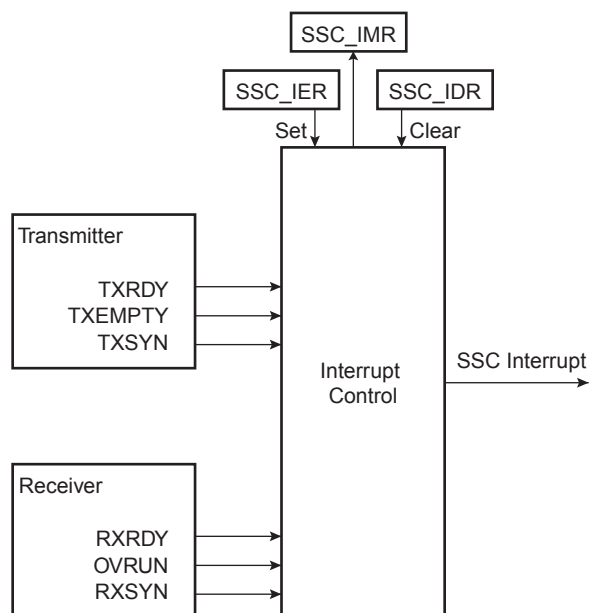 SSC_IMR
SSC_IER
SSC_IDR
Set
Clear
Transmitter
TXRDY
TXEMPTY
TXSYN
Interrupt
Control
SSC Interrupt
Receiver
RXRDY
OVRUN
RXSYN